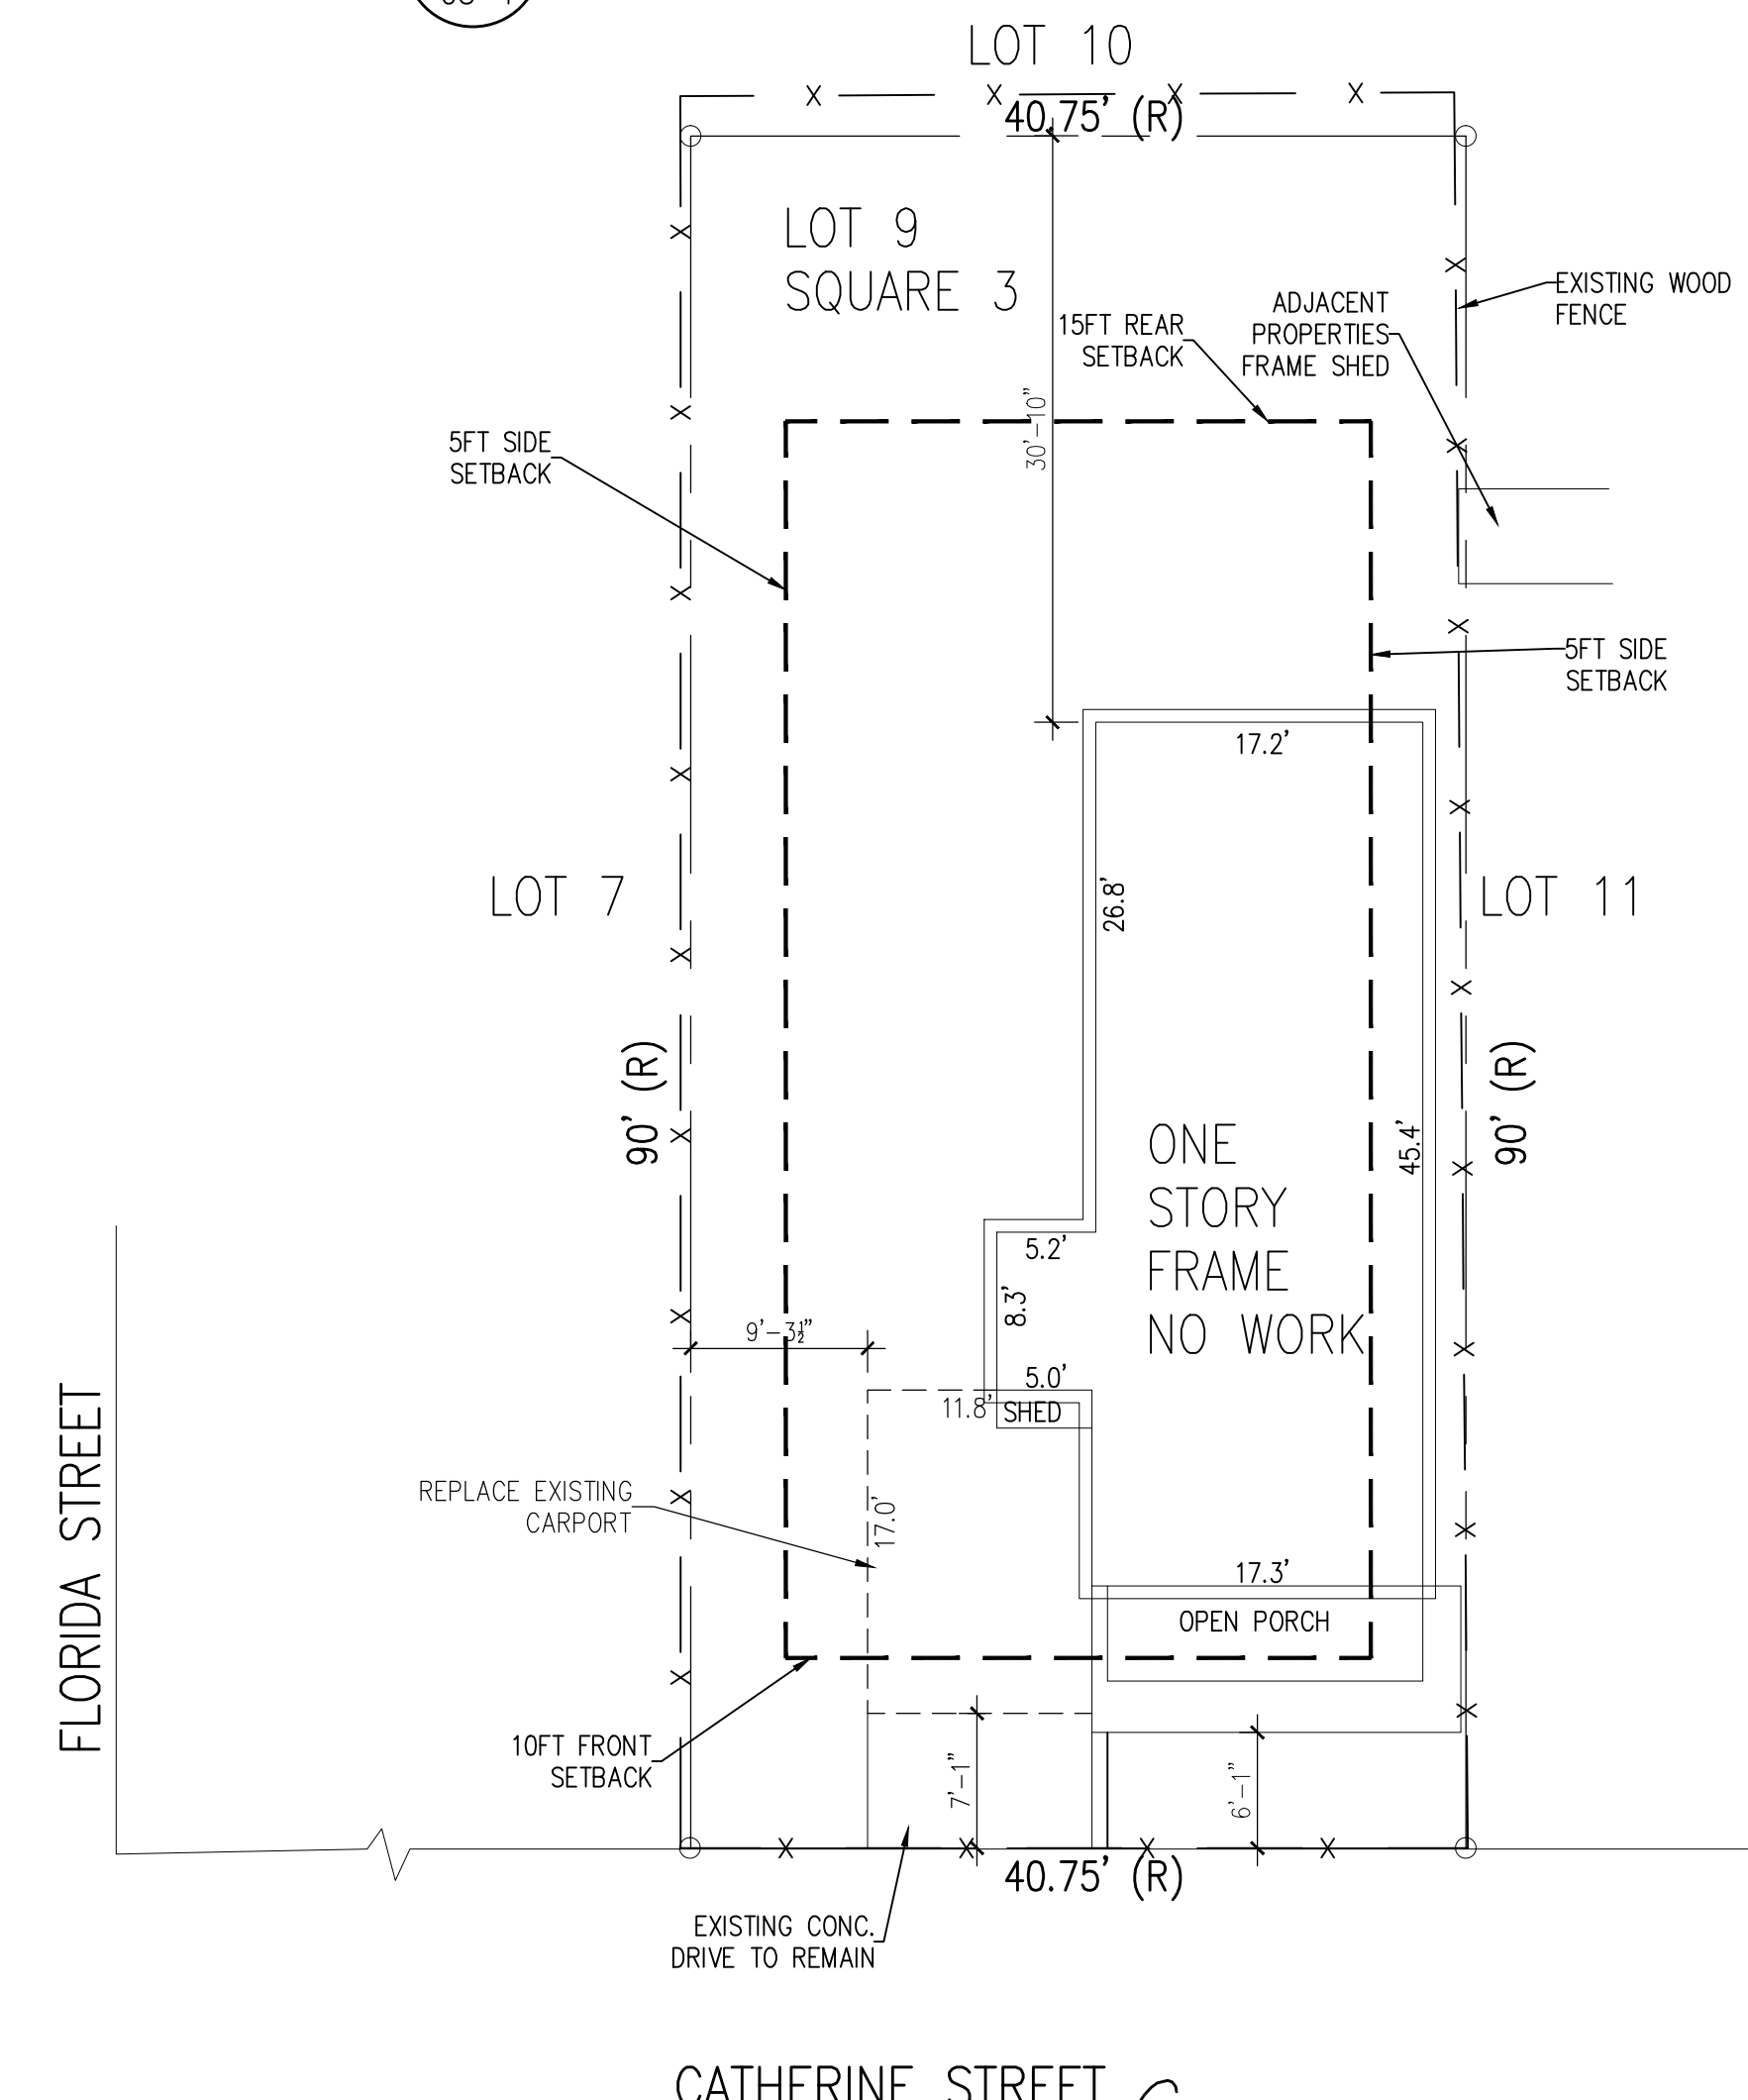 LOT 10
40.75' (R)
LOT 9
SQUARE 3
EXISTING WOOD
FENCE
ADJACENT
PROPERTIES
FRAME SHED
15FT REAR
SETBACK
30'-10"
5FT SIDE
SETBACK
5FT SIDE
SETBACK
17.2'
26.8'
LOT 7
LOT 11
90' (R)
90' (R)
45.4'
ONE
STORY
FRAME
NO WORK
5.2'
8.3'
9'-3½"
5.0'
11.8'
SHED
REPLACE EXISTING
CARPORT
17.0'
17.3'
OPEN PORCH
FLORIDA STREET
10FT FRONT
SETBACK
7'-1"
6'-1"
40.75' (R)
EXISTING CONC.
DRIVE TO REMAIN
CATHERINE STREET